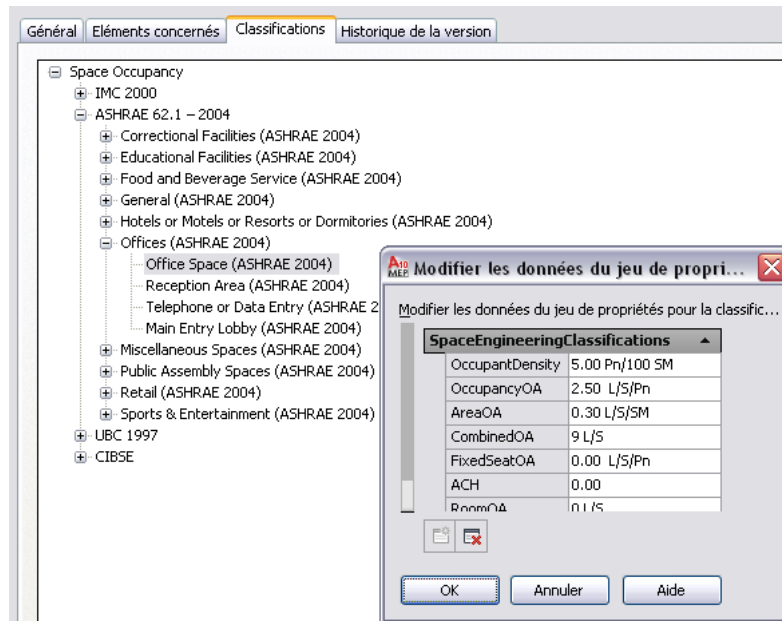 Général Eléments concernés Classifications Historique de la version
Space Occupancy
IMC 2000
ASHRAE 62.1 – 2004
Correctional Facilities (ASHRAE 2004)
Educational Facilities (ASHRAE 2004)
Food and Beverage Service (ASHRAE 2004)
General (ASHRAE 2004)
Hotels or Motels or Resorts or Dormitories (ASHRAE 2004)
Offices (ASHRAE 2004)
Office Space (ASHRAE 2004)
Reception Area (ASHRAE 2004)
Telephone or Data Entry (ASHRAE 2
Main Entry Lobby (ASHRAE 2004)
Miscellaneous Spaces (ASHRAE 2004)
Public Assembly Spaces (ASHRAE 2004)
Retail (ASHRAE 2004)
Sports & Entertainment (ASHRAE 2004)
UBC 1997
CIBSE
A10 MEP Modifier les données du jeu de propri...
Modifier les données du jeu de propriétés pour la classific...
SpaceEngineeringClassifications
OccupantDensity 5.00 Pn/100 SM
OccupancyOA 2.50 L/S/Pn
AreaOA 0.30 L/S/SM
CombinedOA 9 L/S
FixedSeatOA 0.00 L/S/Pn
ACH 0.00
RoomOA 0 L/S
OK Annuler Aide